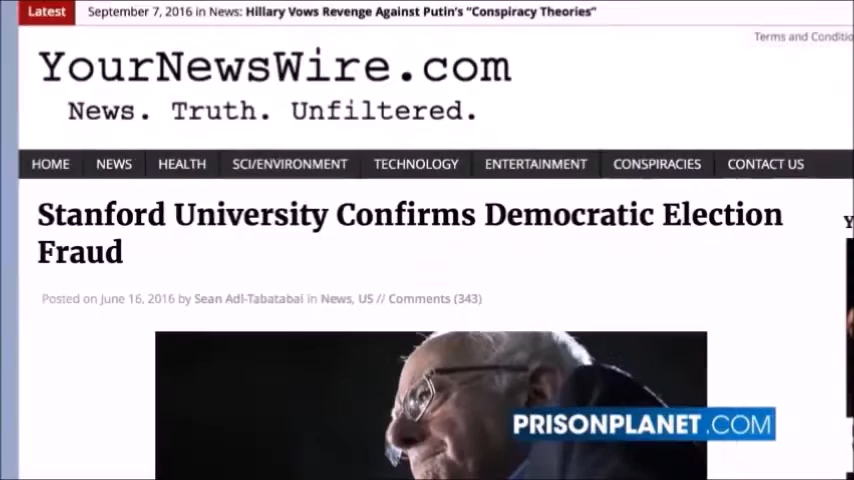 Latest September 7, 2016 in News: Hillary Vows Revenge Against Putin's "Conspiracy Theories"
Terms and Conditio
YourNewsWire.com
News. Truth. Unfiltered.
HOME NEWS HEALTH SCI/ENVIRONMENT TECHNOLOGY ENTERTAINMENT CONSPIRACIES CONTACT US
Stanford University Confirms Democratic Election
Fraud
Y
Posted on June 16, 2016 by Sean Adl-Tabatabai in News, US // Comments (343)
PRISONPLANET.COM